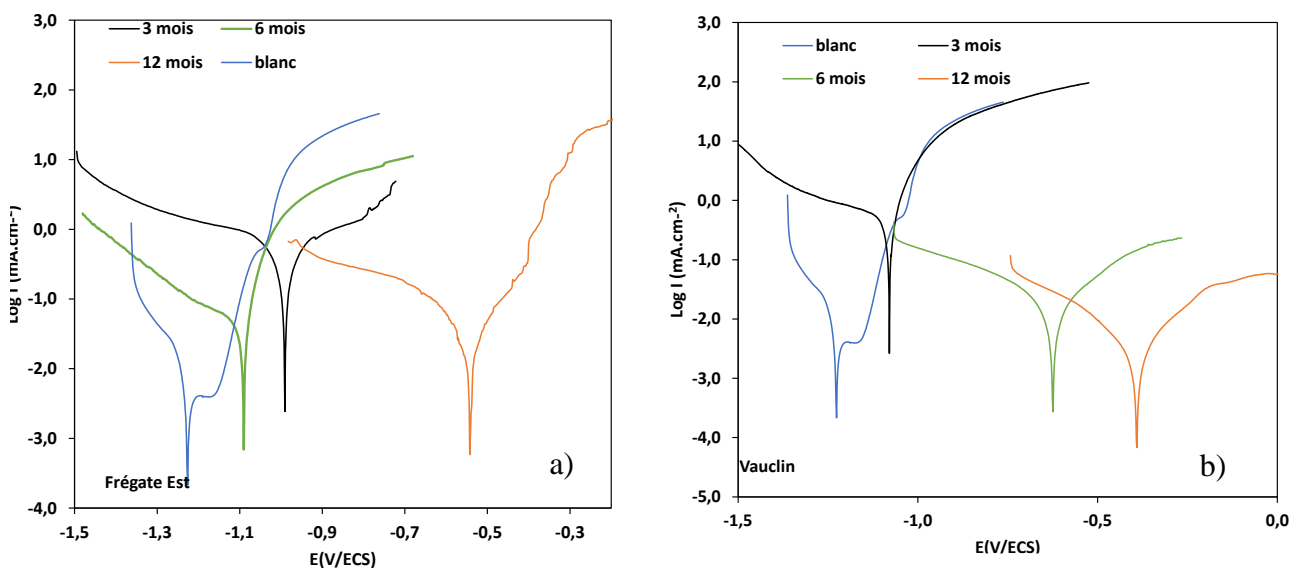 3,0
2,0
1,0
0,0
-1,0
-2,0
-3,0
-4,0
3 mois
6 mois
12 mois
blanc
Frégate Est
a)
-1,5
-1,3
-1,1
-0,9
-0,7
-0,5
-0,3
E(V/ECS)
Log I (mA.cm-2)
3,0
2,0
1,0
0,0
-1,0
-2,0
-3,0
-4,0
-5,0
blanc
3 mois
6 mois
12 mois
Vauclin
b)
-1,5
-1,0
-0,5
0,0
E(V/ECS)
Log I (mA.cm-2)